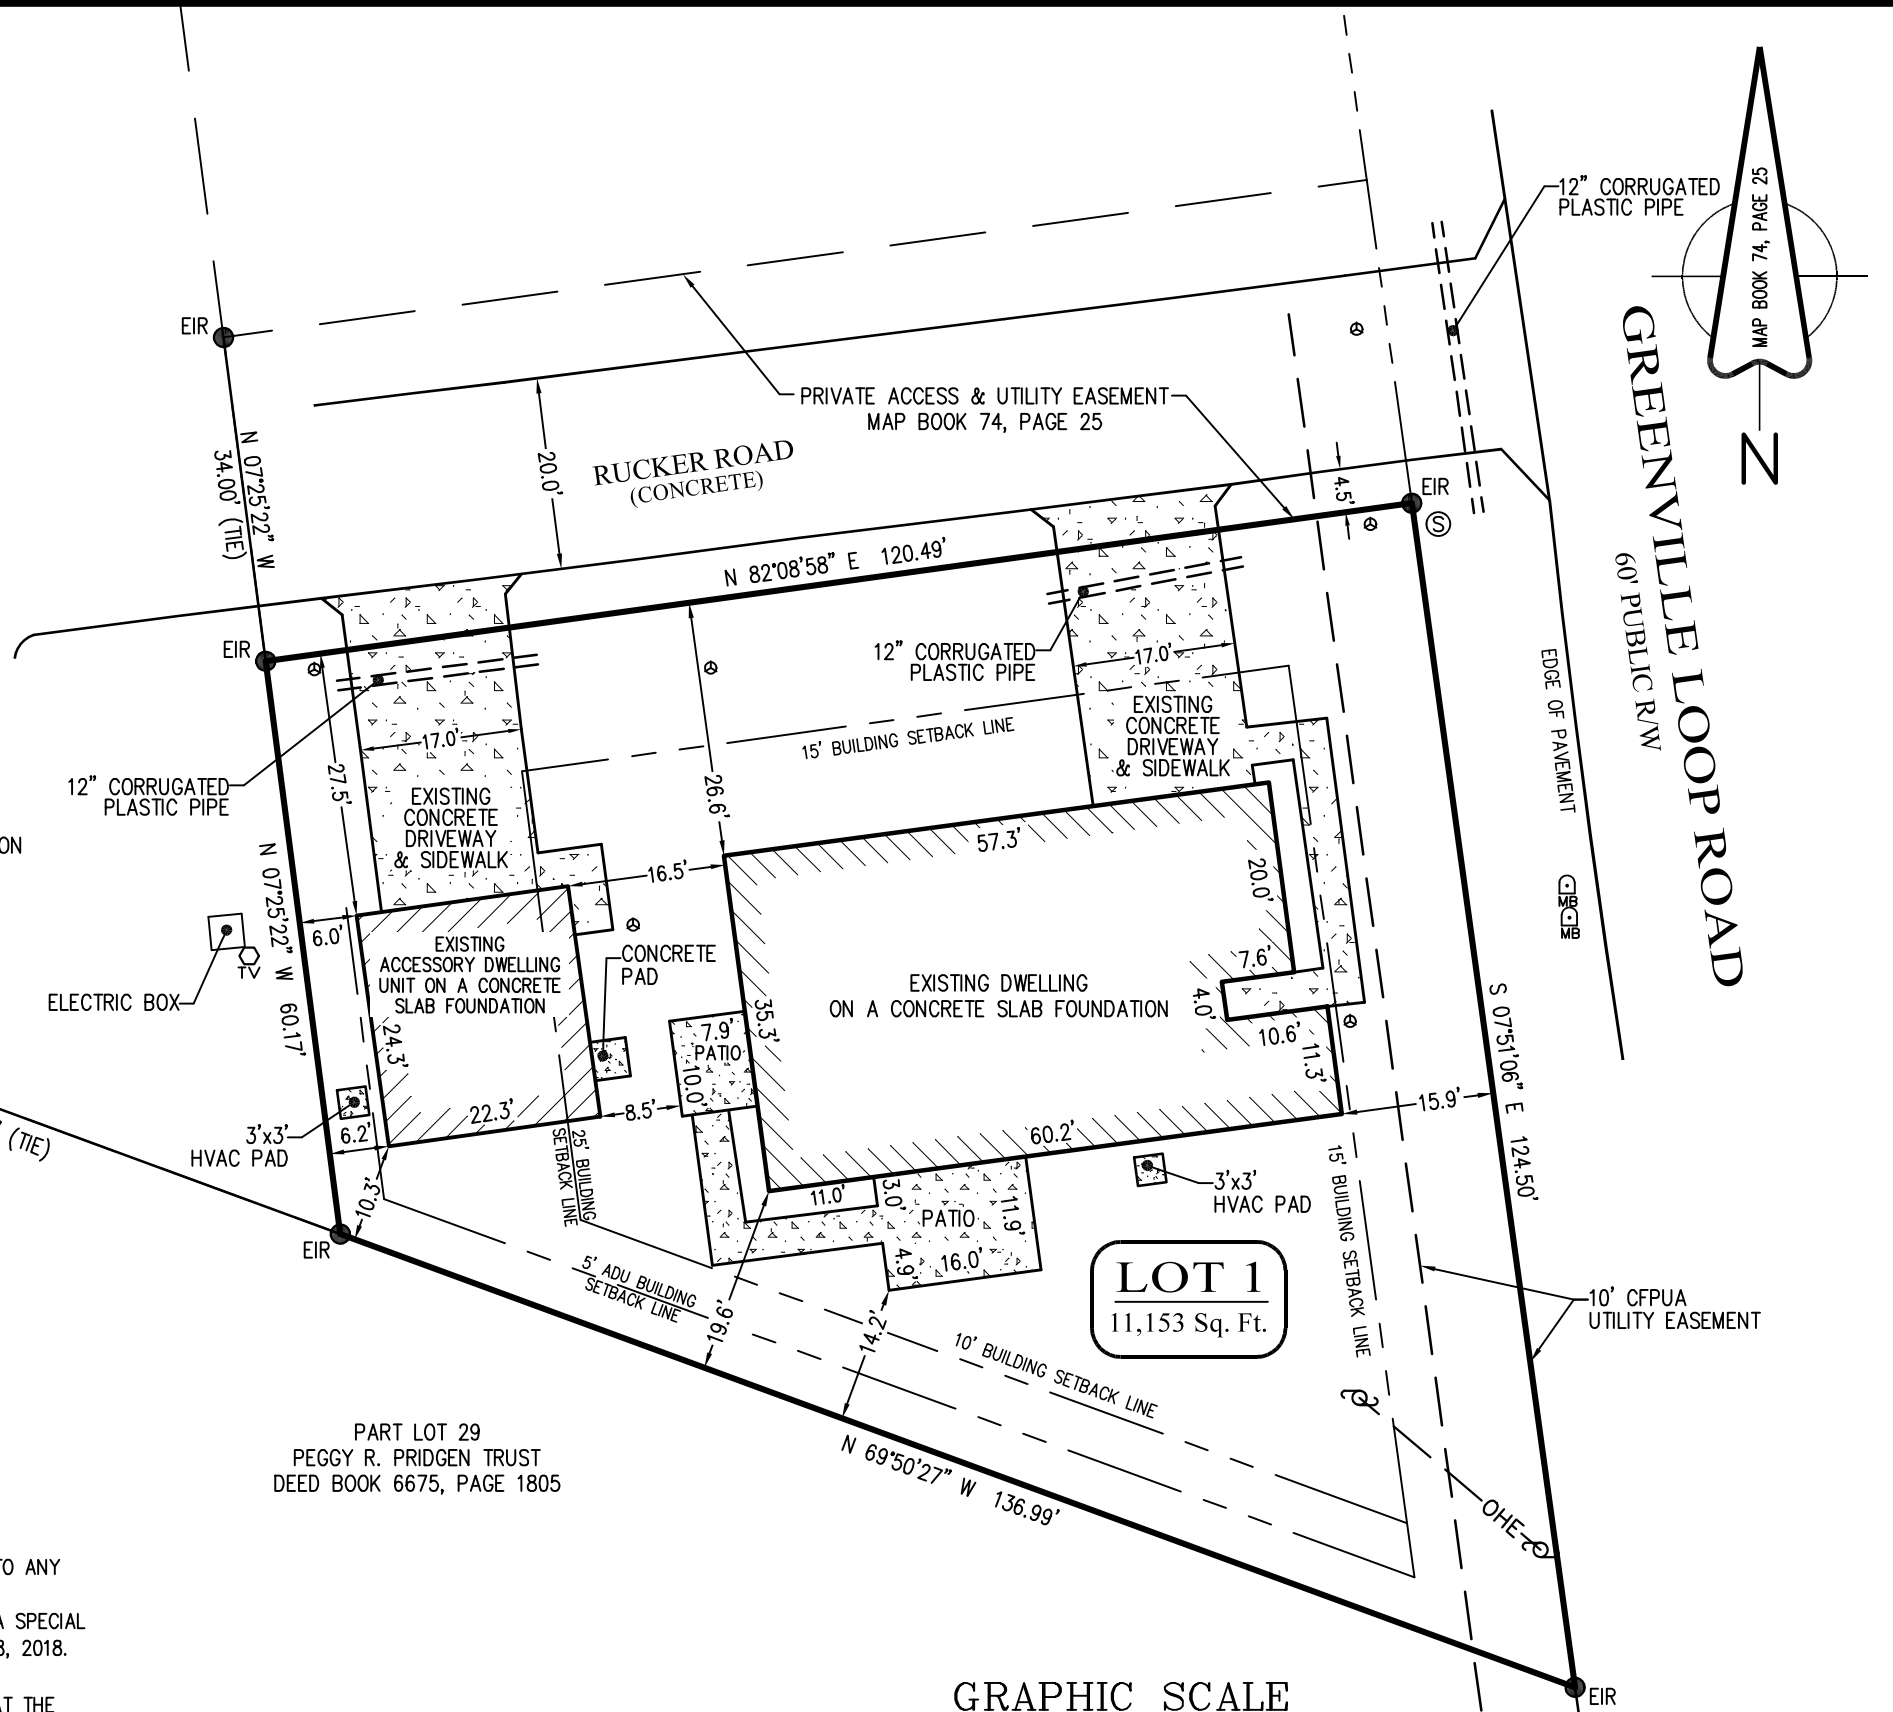 12" CORRUGATED
PLASTIC PIPE
MAP BOOK 74, PAGE 25
N
GREENVILLE LOOP ROAD
60' PUBLIC R/W
EDGE OF PAVEMENT
EIR
N 07°25'22" W
34.00' (TIE)
PRIVATE ACCESS & UTILITY EASEMENT
MAP BOOK 74, PAGE 25
RUCKER ROAD
(CONCRETE)
20.0'
4.5'
EIR
S
N 82°08'58" E 120.49'
EIR
12" CORRUGATED
PLASTIC PIPE
17.0'
15' BUILDING SETBACK LINE
EXISTING
CONCRETE
DRIVEWAY
& SIDEWALK
12" CORRUGATED
PLASTIC PIPE
17.0'
27.5'
26.6'
EXISTING
CONCRETE
DRIVEWAY
& SIDEWALK
ON
57.3'
16.5'
20.0'
N 07°25'22" W 60.17'
6.0'
TV
ELECTRIC BOX
EXISTING
ACCESSORY DWELLING
UNIT ON A CONCRETE
SLAB FOUNDATION
CONCRETE
PAD
EXISTING DWELLING
ON A CONCRETE SLAB FOUNDATION
7.6'
4.0'
10.6'
11.3'
MB
MB
S 07°51'06" E 124.50'
24.3'
7.9'
PATIO
10.0'
35.3'
22.3'
8.5'
15.9'
60.2'
(TIE)
3'x3'
HVAC PAD
6.2'
10.3'
25' BUILDING
SETBACK LINE
11.0'
3.0'
PATIO
11.9'
4.9'
16.0'
3'x3'
HVAC PAD
15' BUILDING SETBACK LINE
EIR
5' ADU BUILDING
SETBACK LINE
19.6'
14.2'
LOT 1
11,153 Sq. Ft.
10' CFPUA
UTILITY EASEMENT
10' BUILDING SETBACK LINE
PART LOT 29
PEGGY R. PRIDGEN TRUST
DEED BOOK 6675, PAGE 1805
N 69°50'27" W 136.99'
OHE
TO ANY
A SPECIAL
, 2018.
AT THE
GRAPHIC SCALE
EIR